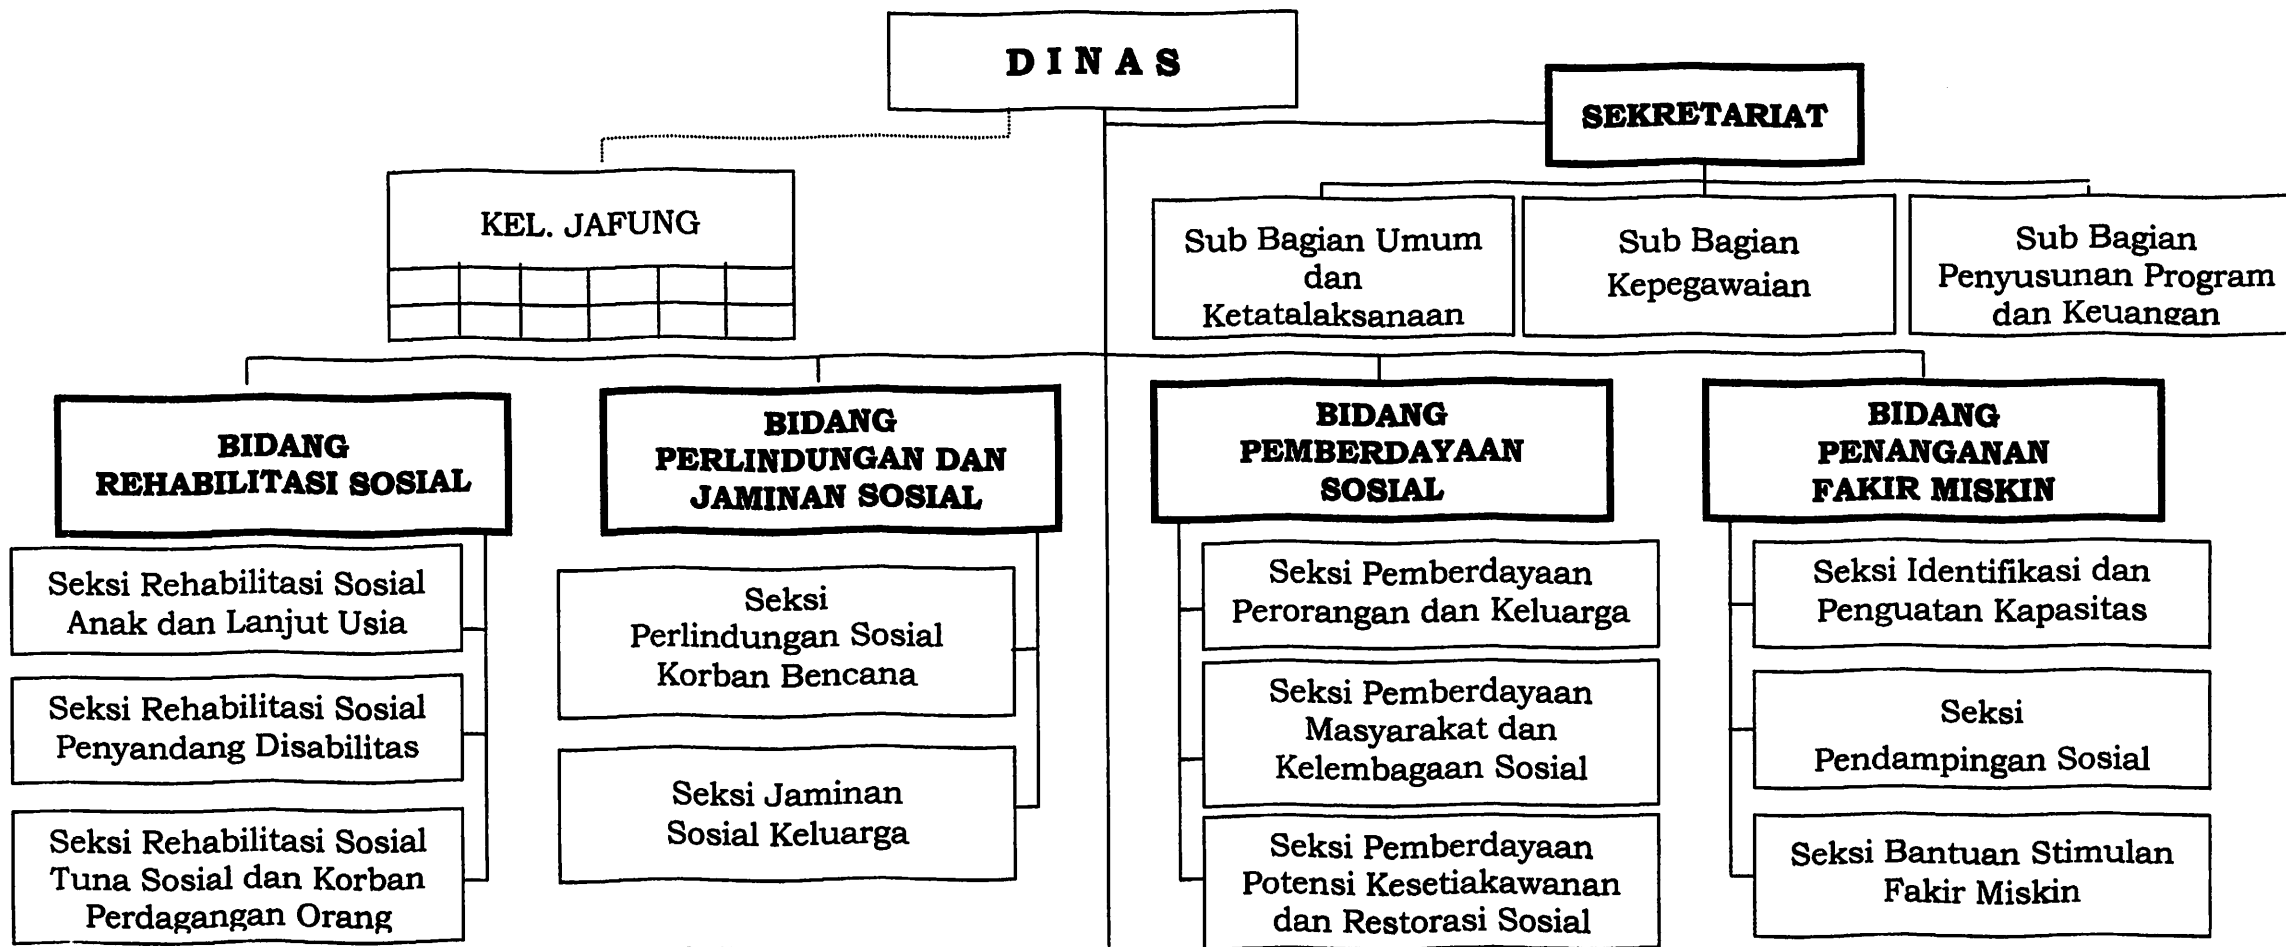 D I N A S
SEKRETARIAT
KEL. JAFUNG
Sub Bagian Umum
dan
Ketatalaksanaan
Sub Bagian
Kepegawaian
Sub Bagian
Penyusunan Program
dan Keuangan
BIDANG
REHABILITASI SOSIAL
BIDANG
PERLINDUNGAN DAN
JAMINAN SOSIAL
BIDANG
PEMBERDAYAAN
SOSIAL
BIDANG
PENANGANAN
FAKIR MISKIN
Seksi Rehabilitasi Sosial
Anak dan Lanjut Usia
Seksi Rehabilitasi Sosial
Penyandang Disabilitas
Seksi Rehabilitasi Sosial
Tuna Sosial dan Korban
Perdagangan Orang
Seksi
Perlindungan Sosial
Korban Bencana
Seksi Jaminan
Sosial Keluarga
Seksi Pemberdayaan
Perorangan dan Keluarga
Seksi Pemberdayaan
Masyarakat dan
Kelembagaan Sosial
Seksi Pemberdayaan
Potensi Kesetiakawanan
dan Restorasi Sosial
Seksi Identifikasi dan
Penguatan Kapasitas
Seksi
Pendampingan Sosial
Seksi Bantuan Stimulan
Fakir Miskin